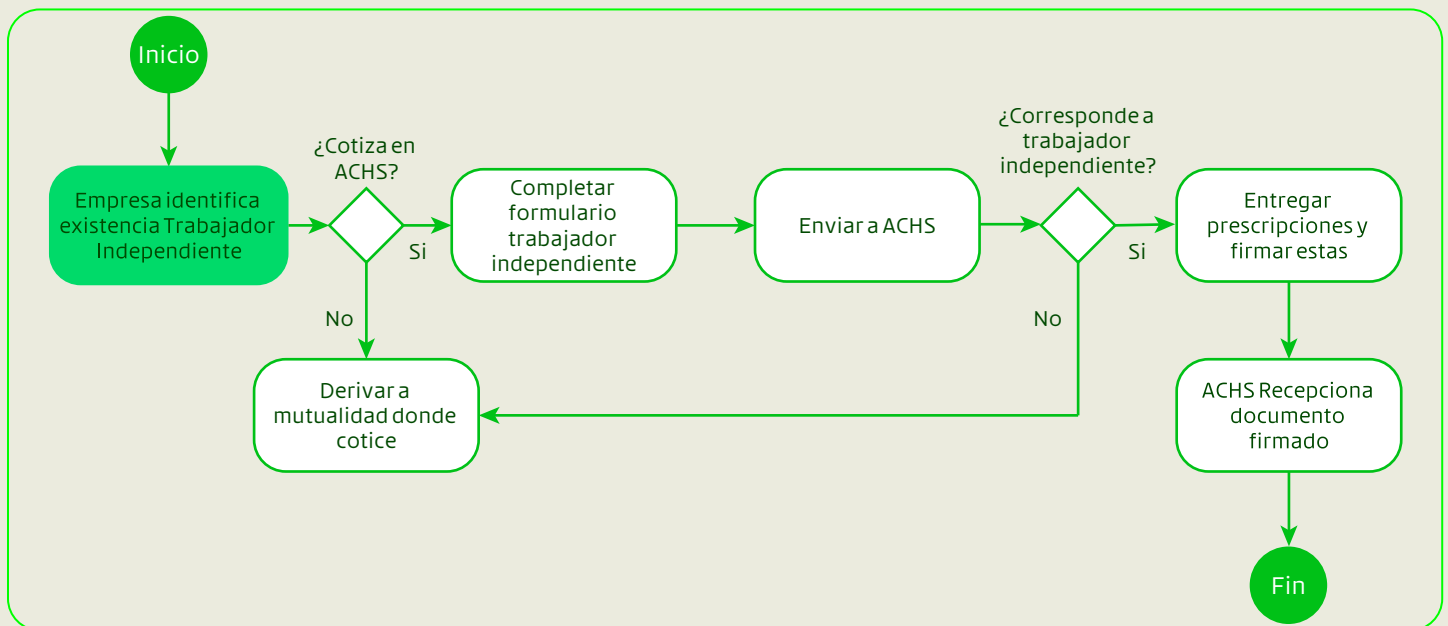 Inicio
Empresa identifica
existencia Trabajador
Independiente
¿Cotiza en
ACHS?
Si
No
Completar
formulario
trabajador
independiente
Enviar a ACHS
¿Corresponde a
trabajador
independiente?
Si
No
Entregar
prescripciones y
firmar estas
Derivar a
mutualidad donde
cotice
ACHS Recepciona
documento
firmado
Fin